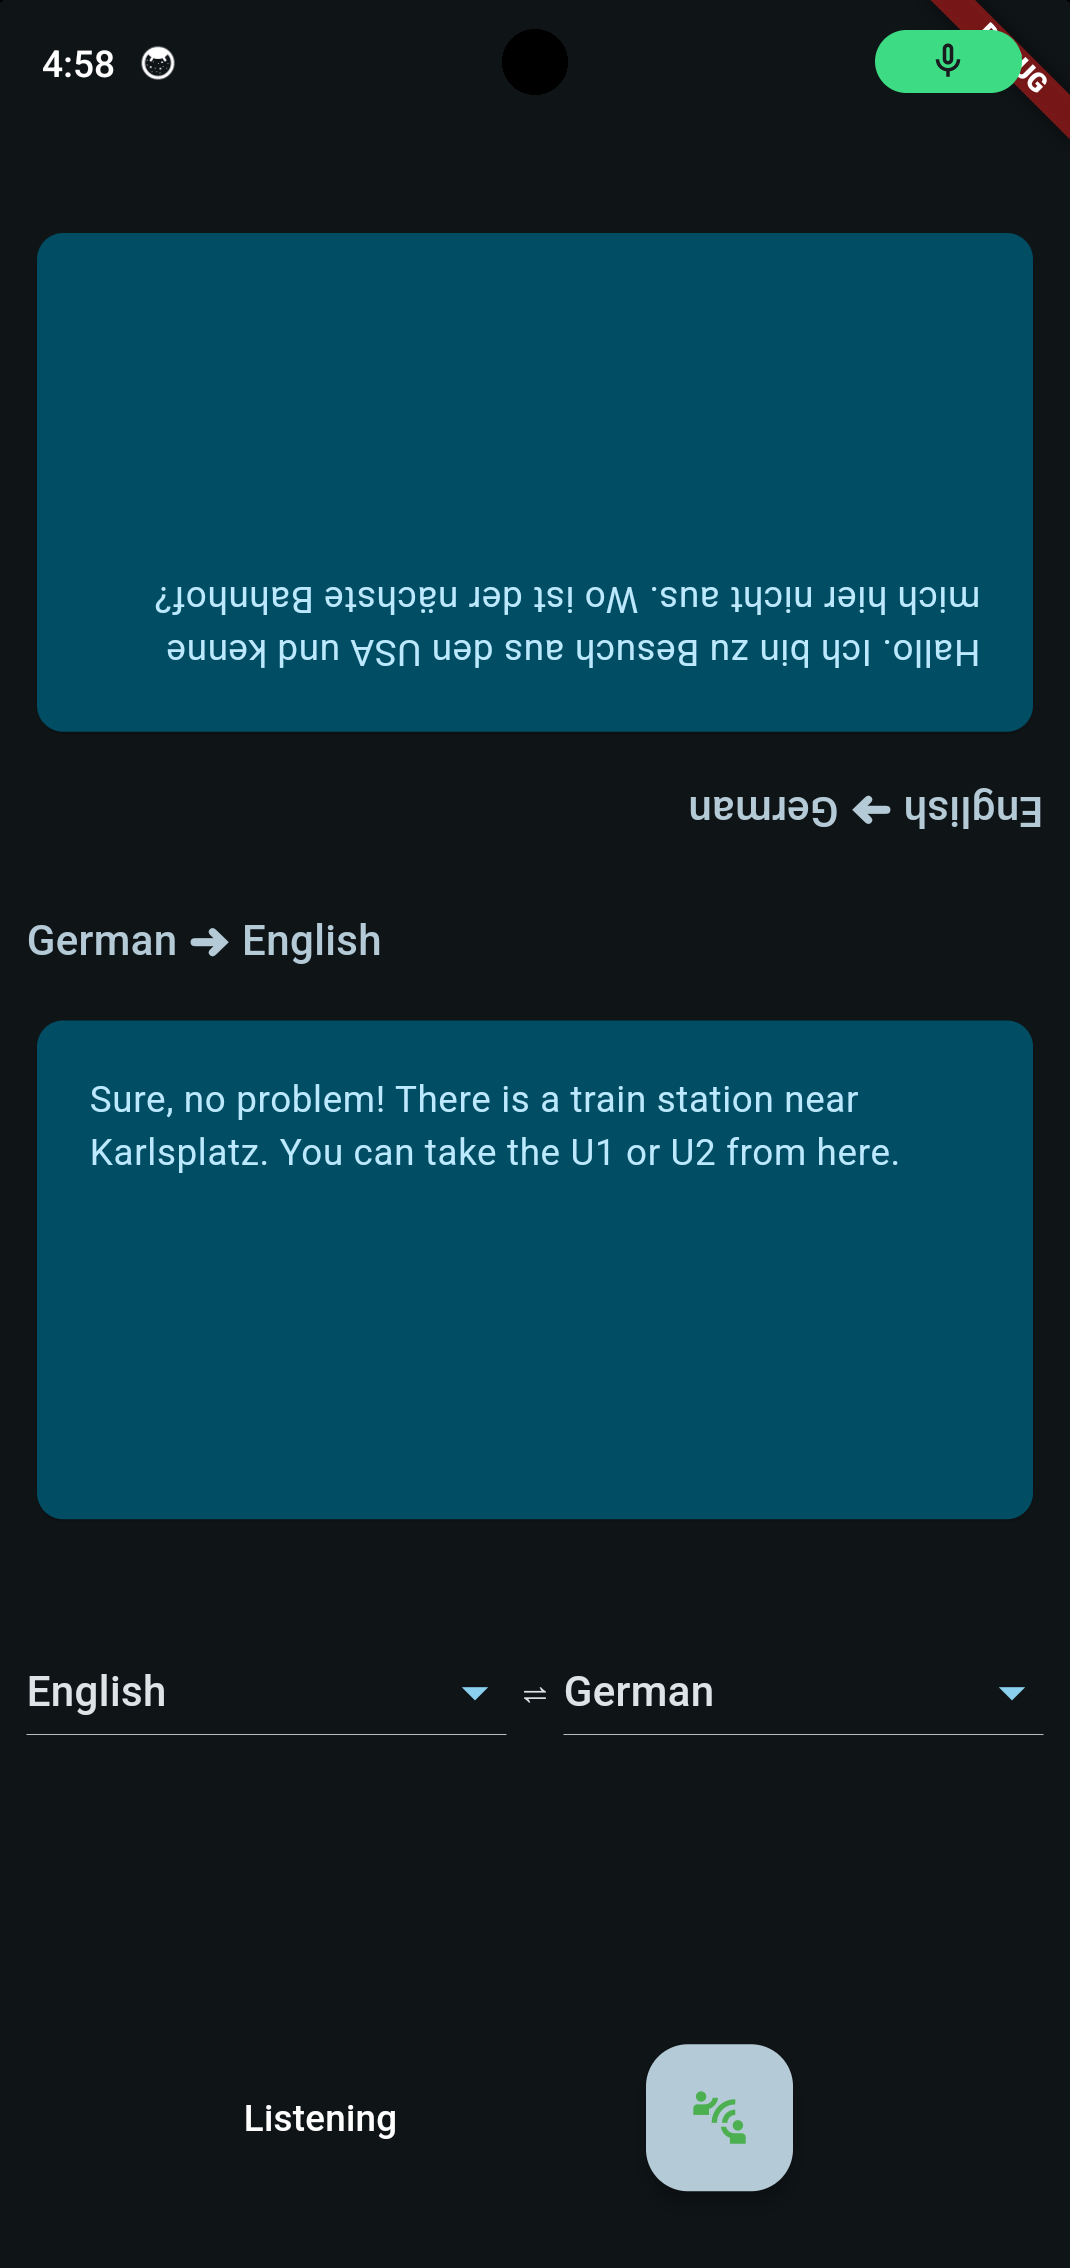 4:58
UG
Hallo. Ich bin zu Besuch aus den USA und kenne
mich hier nicht aus. Wo ist der nächste Bahnhof?
English → German
German → English
Sure, no problem! There is a train station near
Karlsplatz. You can take the U1 or U2 from here.
English ⇌ German
Listening